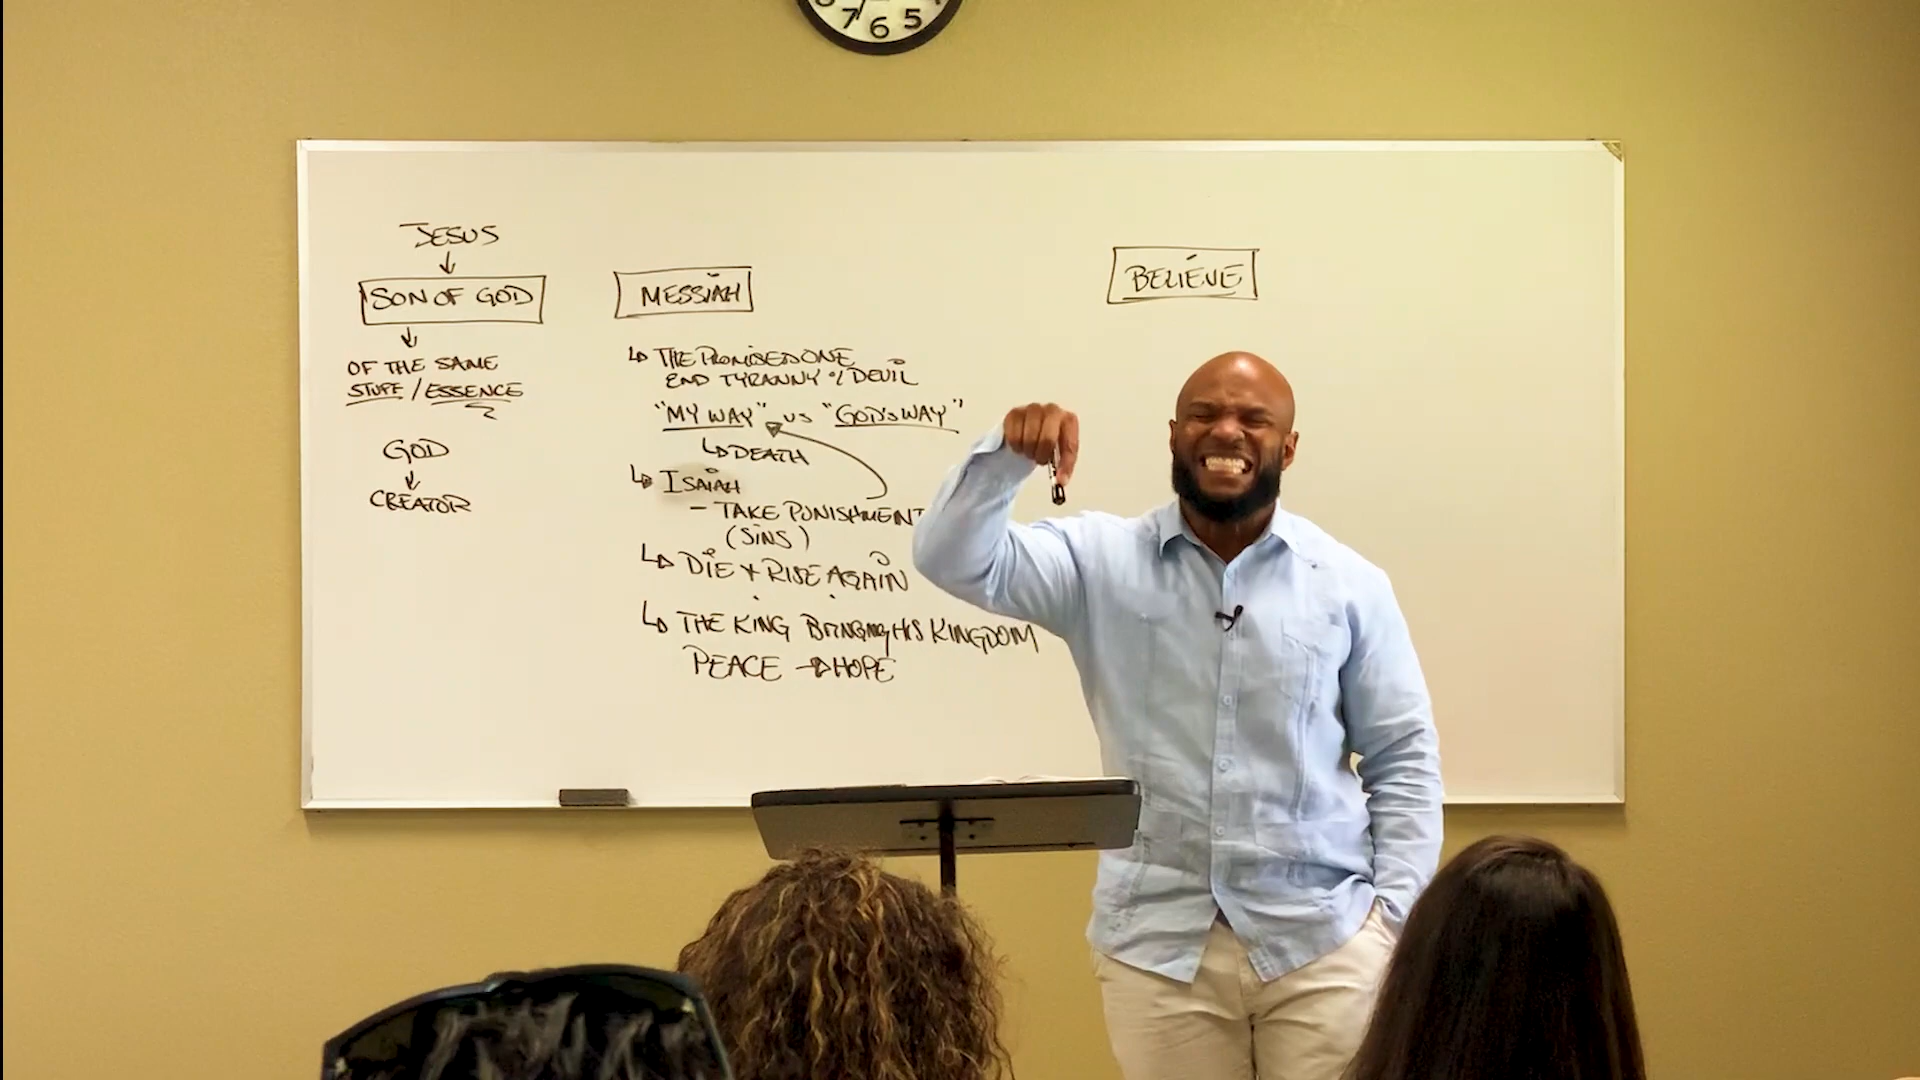 7 6 5
JESUS
SON OF GOD
OF THE SAME
STUFF / ESSENCE
GOD
CREATOR
MESSIAH
THE PROMISED ONE
END TYRANNY o/ DEVIL
"MY WAY" vs "GOD'S WAY"
DEATH
ISAIAH
- TAKE PUNISHMENT
(SINS)
DIE + RISE AGAIN
THE KING BRINGING HIS KINGDOM
PEACE → HOPE
BELIEVE